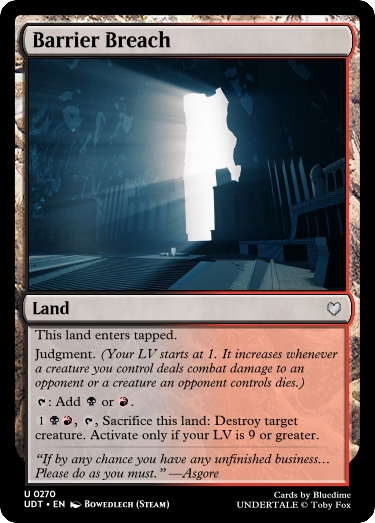 Barrier Breach
Land
This land enters tapped.
Judgment. (Your LV starts at 1. It increases whenever
a creature you control deals combat damage to an
opponent or a creature an opponent controls dies.)
: Add or .
1 , , Sacrifice this land: Destroy target
creature. Activate only if your LV is 9 or greater.
“If by any chance you have any unfinished business…
Please do as you must.” —Asgore
U 0270
UDT • EN Bowedlech (Steam)
Cards by Bluedime
UNDERTALE © Toby Fox